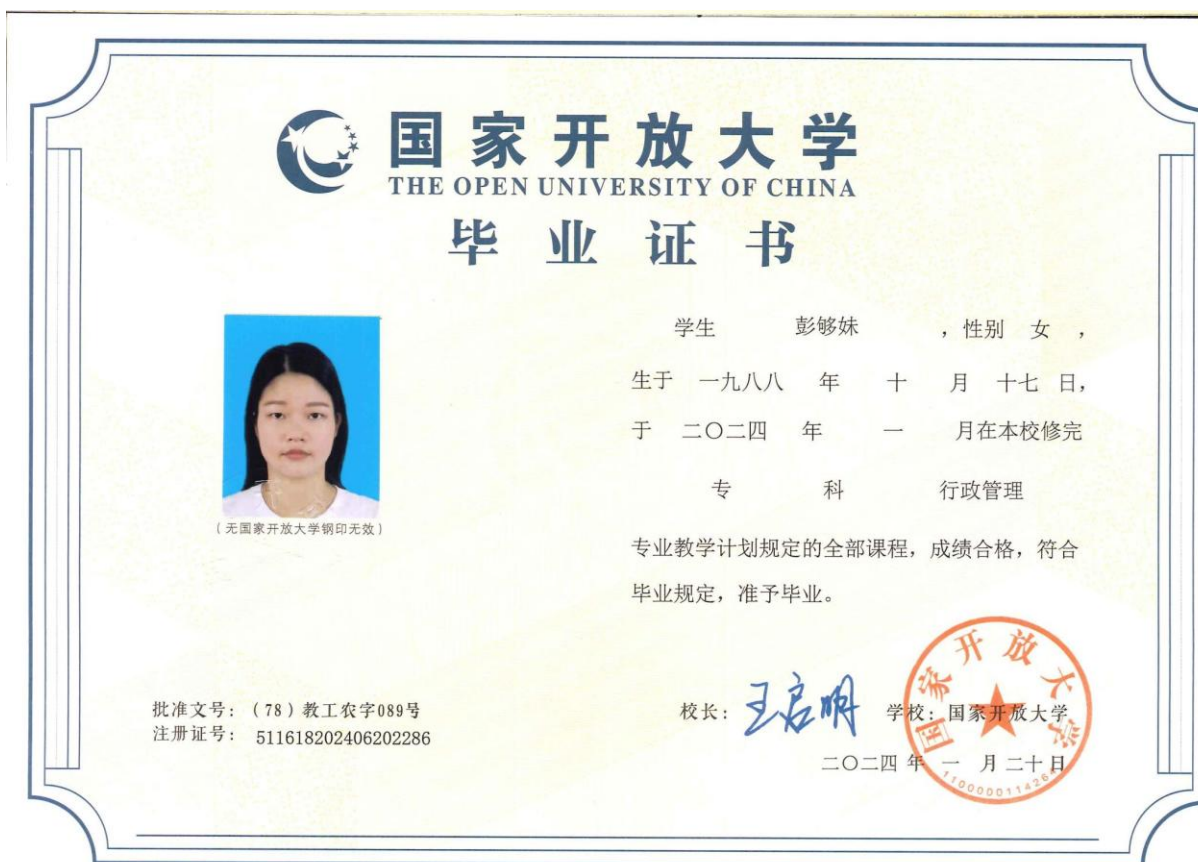 国家开放大学
THE OPEN UNIVERSITY OF CHINA
毕业证书
学生 彭够妹 ，性别 女 ，
生于 一九八八 年 十 月 十七 日，
于 二〇二四 年 一 月在本校修完
专 科 行政管理
专业教学计划规定的全部课程，成绩合格，符合
毕业规定，准予毕业。
（无国家开放大学钢印无效）
批准文号：（78）教工农字089号
注册证号： 511618202406202286
校长：王启明 学校：国家开放大学
二〇二四 年 一 月 二十 日
国家开放大学